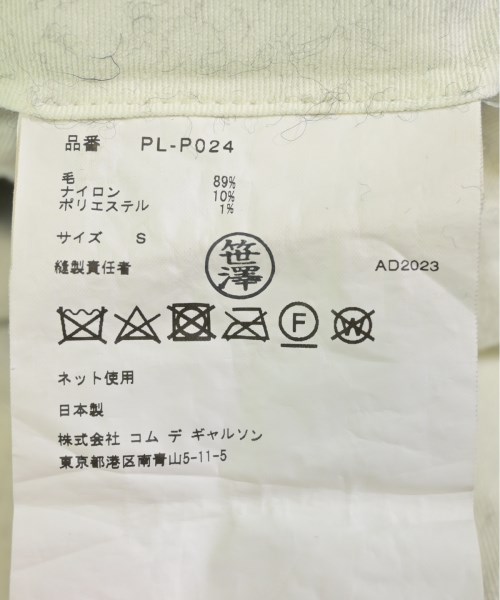 品番 PL-P024
毛 89%
ナイロン 10%
ポリエステル 1%
サイズ S
縫製責任者 笹澤 AD2023
F W
ネット使用
日本製
株式会社 コム デ ギャルソン
東京都港区南青山5-11-5